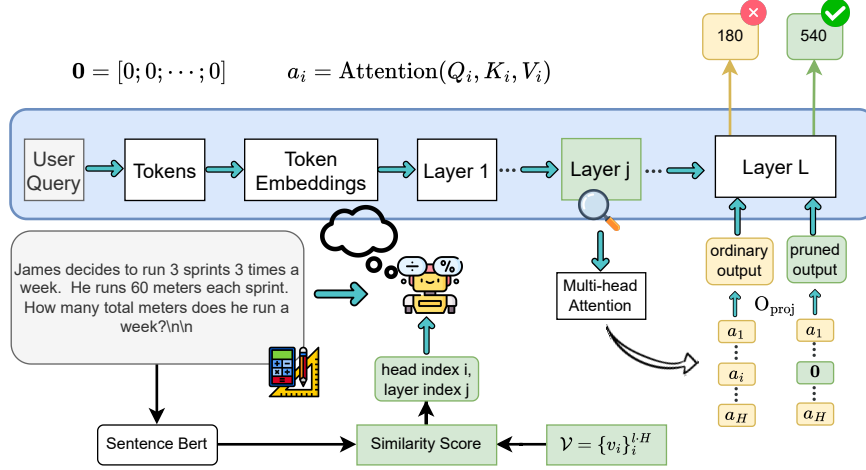 180
540
0 = [0; 0; ⋯ ; 0]
a_i = Attention(Q_i, K_i, V_i)
User
Query
Tokens
Token
Embeddings
Layer 1
...
Layer j
...
Layer L
James decides to run 3 sprints 3 times a
week.  He runs 60 meters each sprint.
How many total meters does he run a
week?\n\n
÷
%
Multi-head
Attention
ordinary
output
pruned
output
O_proj
a_1
a_i
a_H
a_1
0
a_H
head index i,
layer index j
Sentence Bert
Similarity Score
𝒱 = {v_i}_i^{l·H}